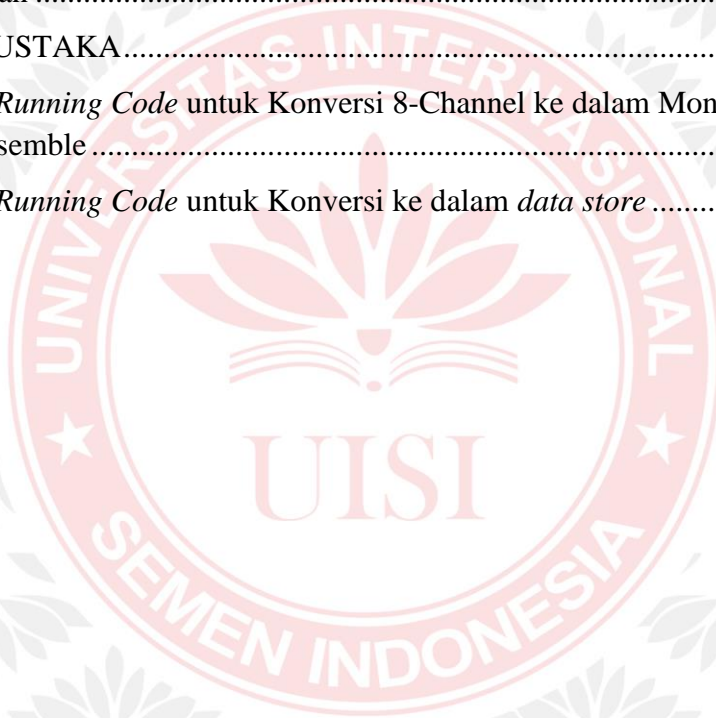 USTAKA
Running Code untuk Konversi 8-Channel ke dalam Mon
semble
Running Code untuk Konversi ke dalam data store
UNIVERSITAS INTERNASIONAL
UISI
SEMEN INDONESIA